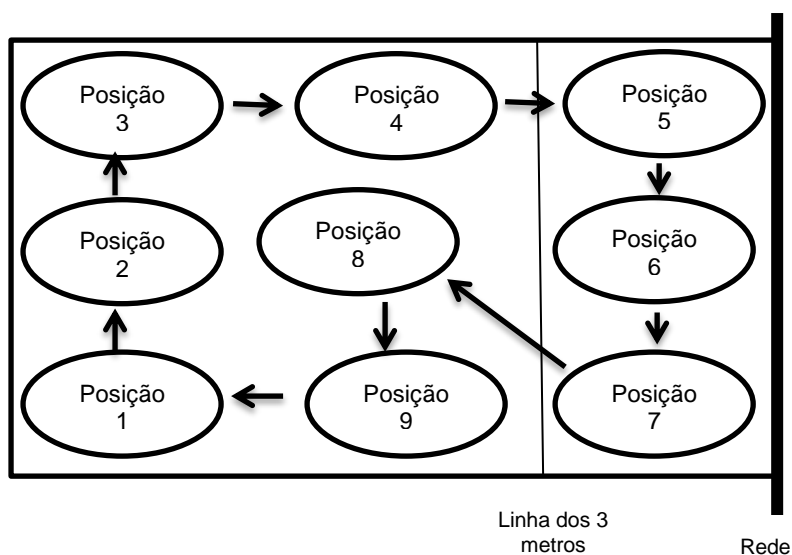 Posição
3
Posição
4
Posição
5
Posição
2
Posição
8
Posição
6
Posição
1
Posição
9
Posição
7
Linha dos 3
metros
Rede